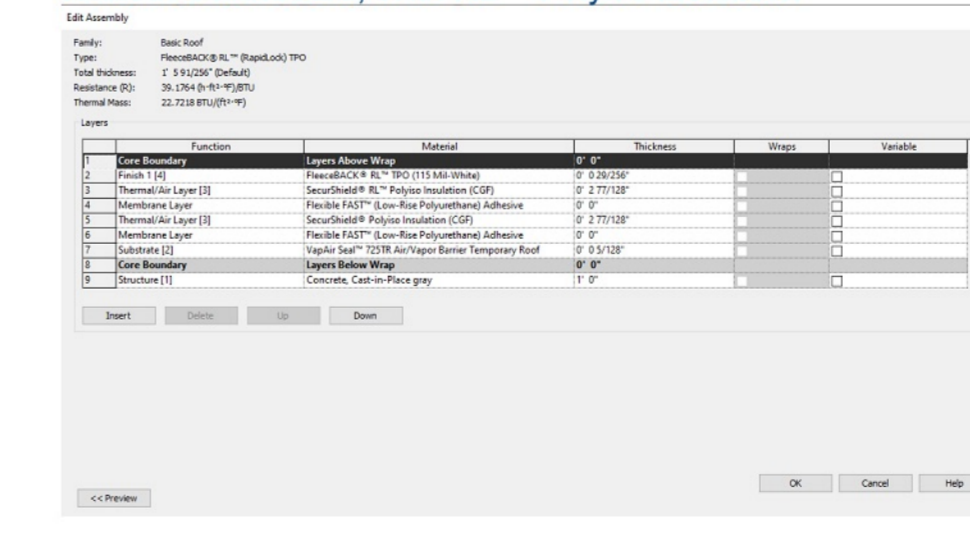 Edit Assembly
Family: Basic Roof
Type: FleeceBACK® RL™ (RapidLock) TPO
Total thickness: 1' 5 91/256" (Default)
Resistance (R): 39.1764 (h·ft²·°F)/BTU
Thermal Mass: 22.7218 BTU/(ft²·°F)
Layers
Function Material Thickness Wraps Variable
1 Core Boundary Layers Above Wrap 0' 0"
2 Finish 1 [4] FleeceBACK® RL™ TPO (115 Mil-White) 0' 0 29/256"
3 Thermal/Air Layer [3] SecurShield® RL™ Polyiso Insulation (CGF) 0' 2 77/128"
4 Membrane Layer Flexible FAST™ (Low-Rise Polyurethane) Adhesive 0' 0"
5 Thermal/Air Layer [3] SecurShield® Polyiso Insulation (CGF) 0' 2 77/128"
6 Membrane Layer Flexible FAST™ (Low-Rise Polyurethane) Adhesive 0' 0"
7 Substrate [2] VapAir Seal™ 725TR Air/Vapor Barrier Temporary Roof 0' 0 5/128"
8 Core Boundary Layers Below Wrap 0' 0"
9 Structure [1] Concrete, Cast-in-Place gray 1' 0"
Insert Delete Up Down
OK Cancel Help
<< Preview